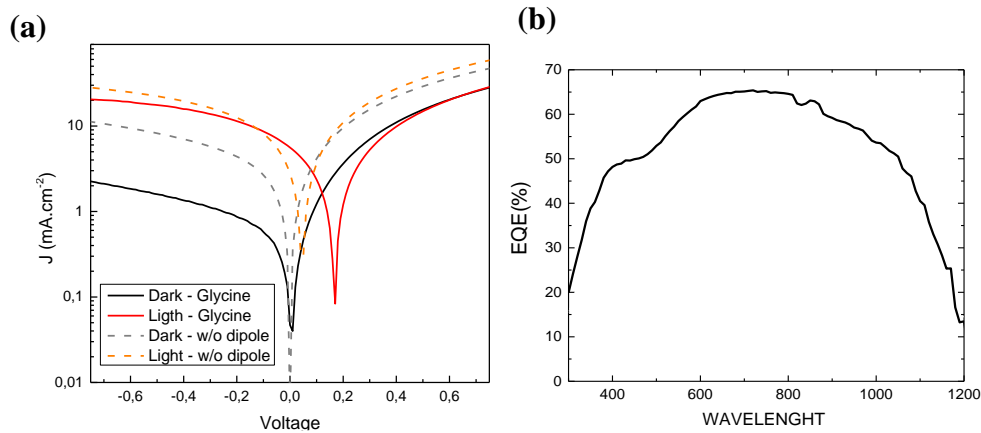 (a)
J (mA.cm-2)
10
1
0,1
0,01
-0,6 -0,4 -0,2 0,0 0,2 0,4 0,6
Voltage
Dark - Glycine
Ligth - Glycine
Dark - w/o dipole
Light - w/o dipole
(b)
EQE(%)
70
60
50
40
30
20
10
0
400 600 800 1000 1200
WAVELENGHT